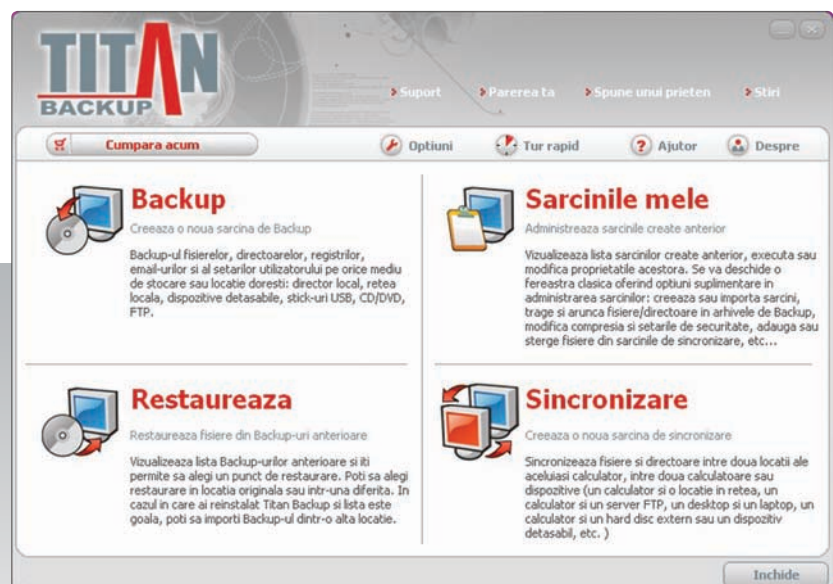 TITAN
BACKUP
Suport
Parerea ta
Spune unui prieten
Stiri
Cumpara acum
Optiuni
Tur rapid
Ajutor
Despre
Backup
Creeaza o noua sarcina de Backup
Backup-ul fisierelor, directoarelor, registrilor,
email-urilor si al setarilor utilizatorului pe orice mediu
de stocare sau locatie doresti: director local, retea
locala, dispozitive detasabile, stick-uri USB, CD/DVD,
FTP.
Sarcinile mele
Administreaza sarcinile create anterior
Vizualizeaza lista sarcinilor create anterior, executa sau
modifica proprietatile acestora. Se va deschide o
fereastra clasica oferind optiuni suplimentare in
administrarea sarcinilor: creeaza sau importa sarcini,
trage si arunca fisiere/directoare in arhivele de Backup,
modifica compresia si setarile de securitate, adauga sau
sterge fisiere din sarcinile de sincronizare, etc...
Restaureaza
Restaureaza fisiere din Backup-uri anterioare
Vizualizeaza lista Backup-urilor anterioare si iti
permite sa alegi un punct de restaurare. Poti sa alegi
restaurare in locatia originala sau intr-una diferita. In
cazul in care ai reinstalat Titan Backup si lista este
goala, poti sa importi Backup-ul dintr-o alta locatie.
Sincronizare
Creeaza o noua sarcina de sincronizare
Sincronizeaza fisiere si directoare intre doua locatii ale
aceluiasi calculator, intre doua calculatoare sau
dispozitive (un calculator si o locatie in retea, un
calculator si un server FTP, un desktop si un laptop, un
calculator si un hard disc extern sau un dispozitiv
detasabil, etc. )
Inchide